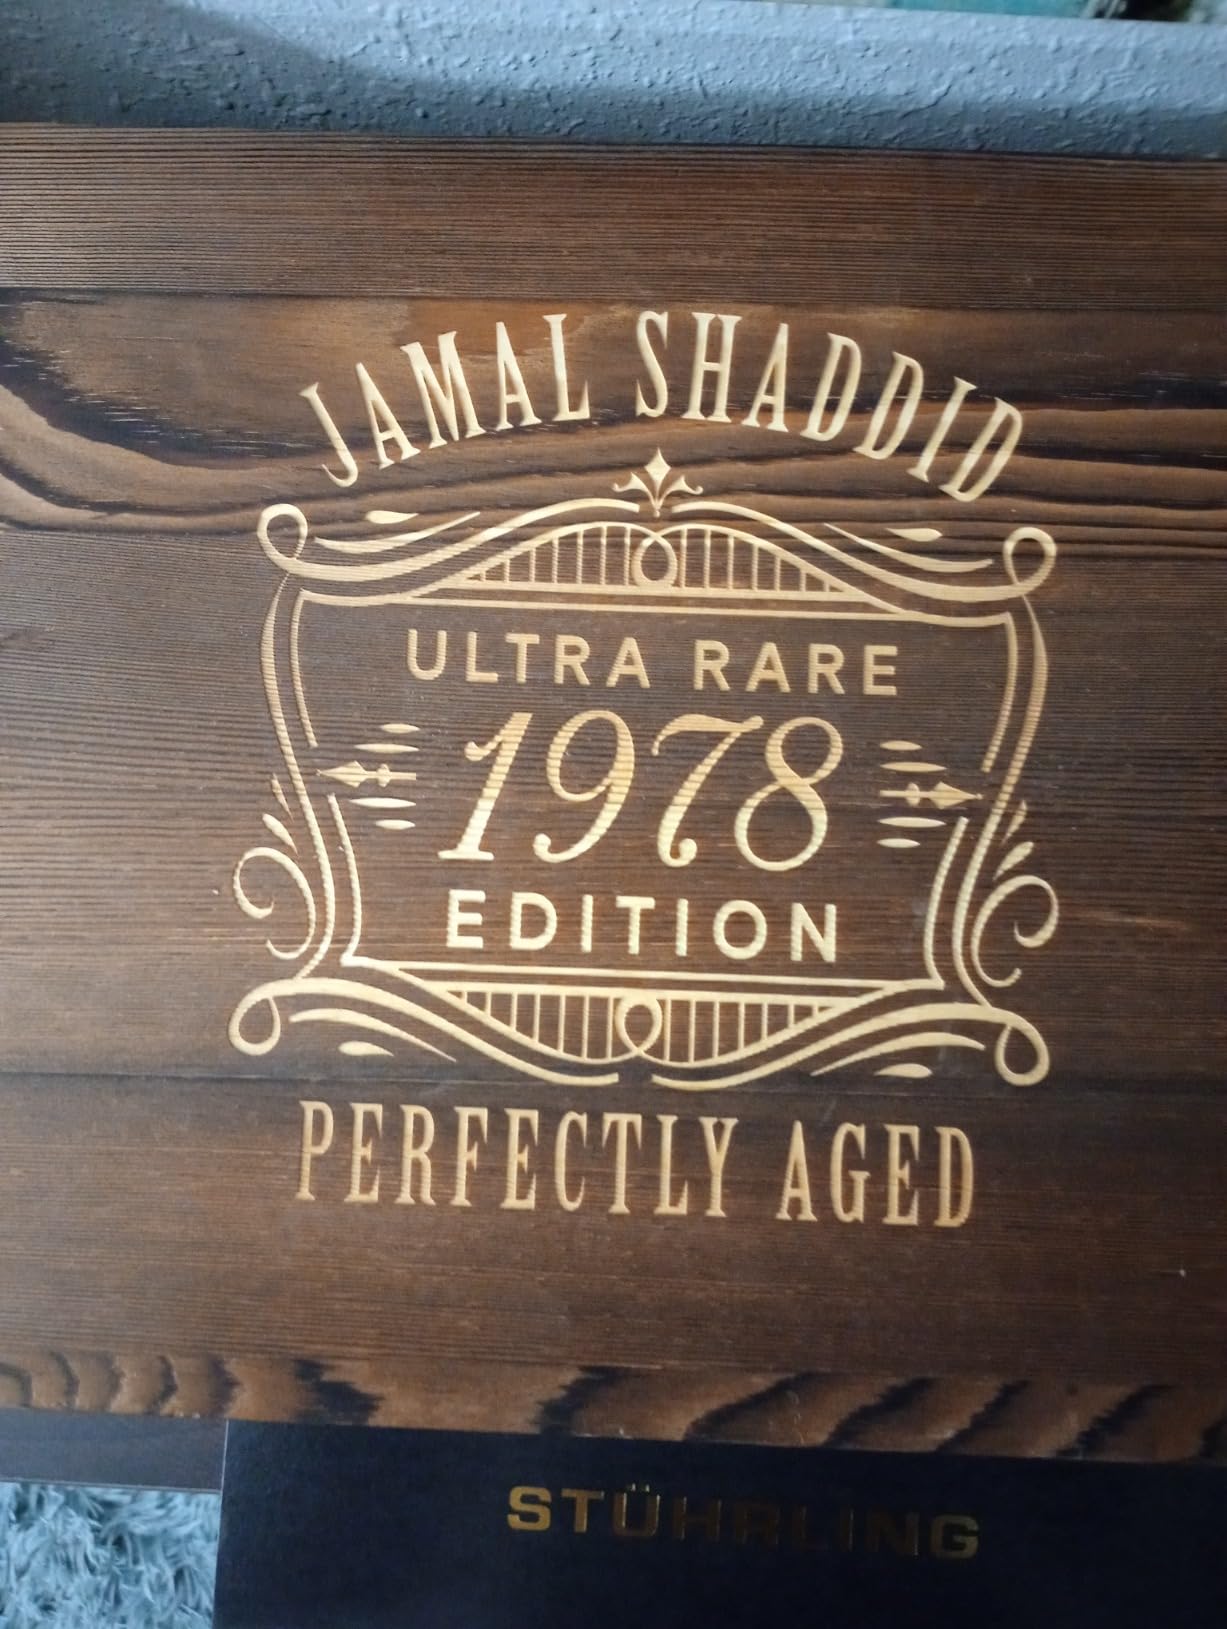 JAMAL SHADDID
ULTRA RARE
1978
EDITION
PERFECTLY AGED
STÜHRLING